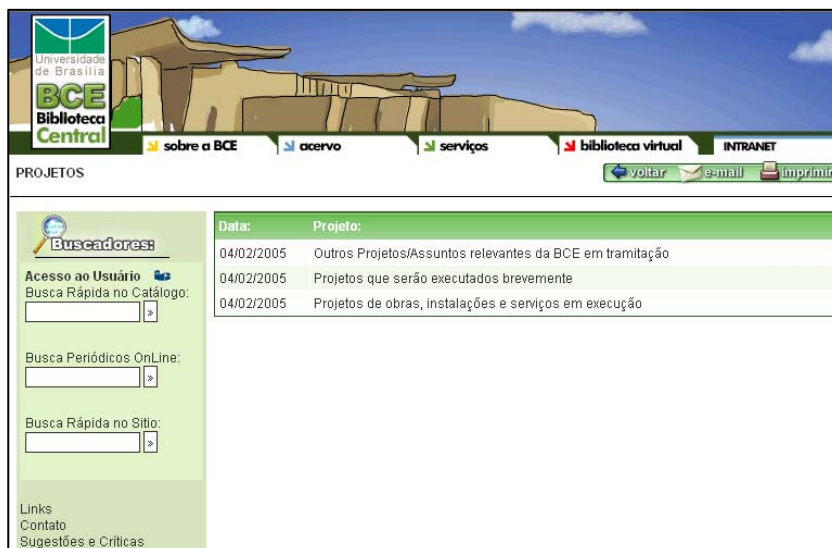 Universidade
de Brasília
BCE
Biblioteca
Central
sobre a BCE
acervo
serviços
biblioteca virtual
INTRANET
PROJETOS
voltar
e-mail
imprimir
Buscadores:
Acesso ao Usuário
Busca Rápida no Catálogo:
»
Busca Periódicos OnLine:
»
Busca Rápida no Sítio:
»
Links
Contato
Sugestões e Críticas
Data: Projeto:
04/02/2005 Outros Projetos/Assuntos relevantes da BCE em tramitação
04/02/2005 Projetos que serão executados brevemente
04/02/2005 Projetos de obras, instalações e serviços em execução